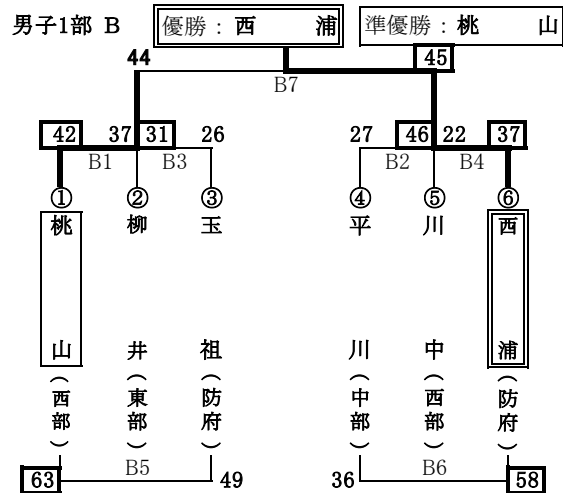 男子1部 B
優勝：西 浦
準優勝：桃 山
44 45
B7
42 37 31 26 27 46 22 37
B1 B3 B2 B4
① ② ③ ④ ⑤ ⑥
桃山（西部）
柳井（東部）
玉祖（防府）
平川（中部）
川中（西部）
西浦（防府）
63 B5 49 36 B6 58